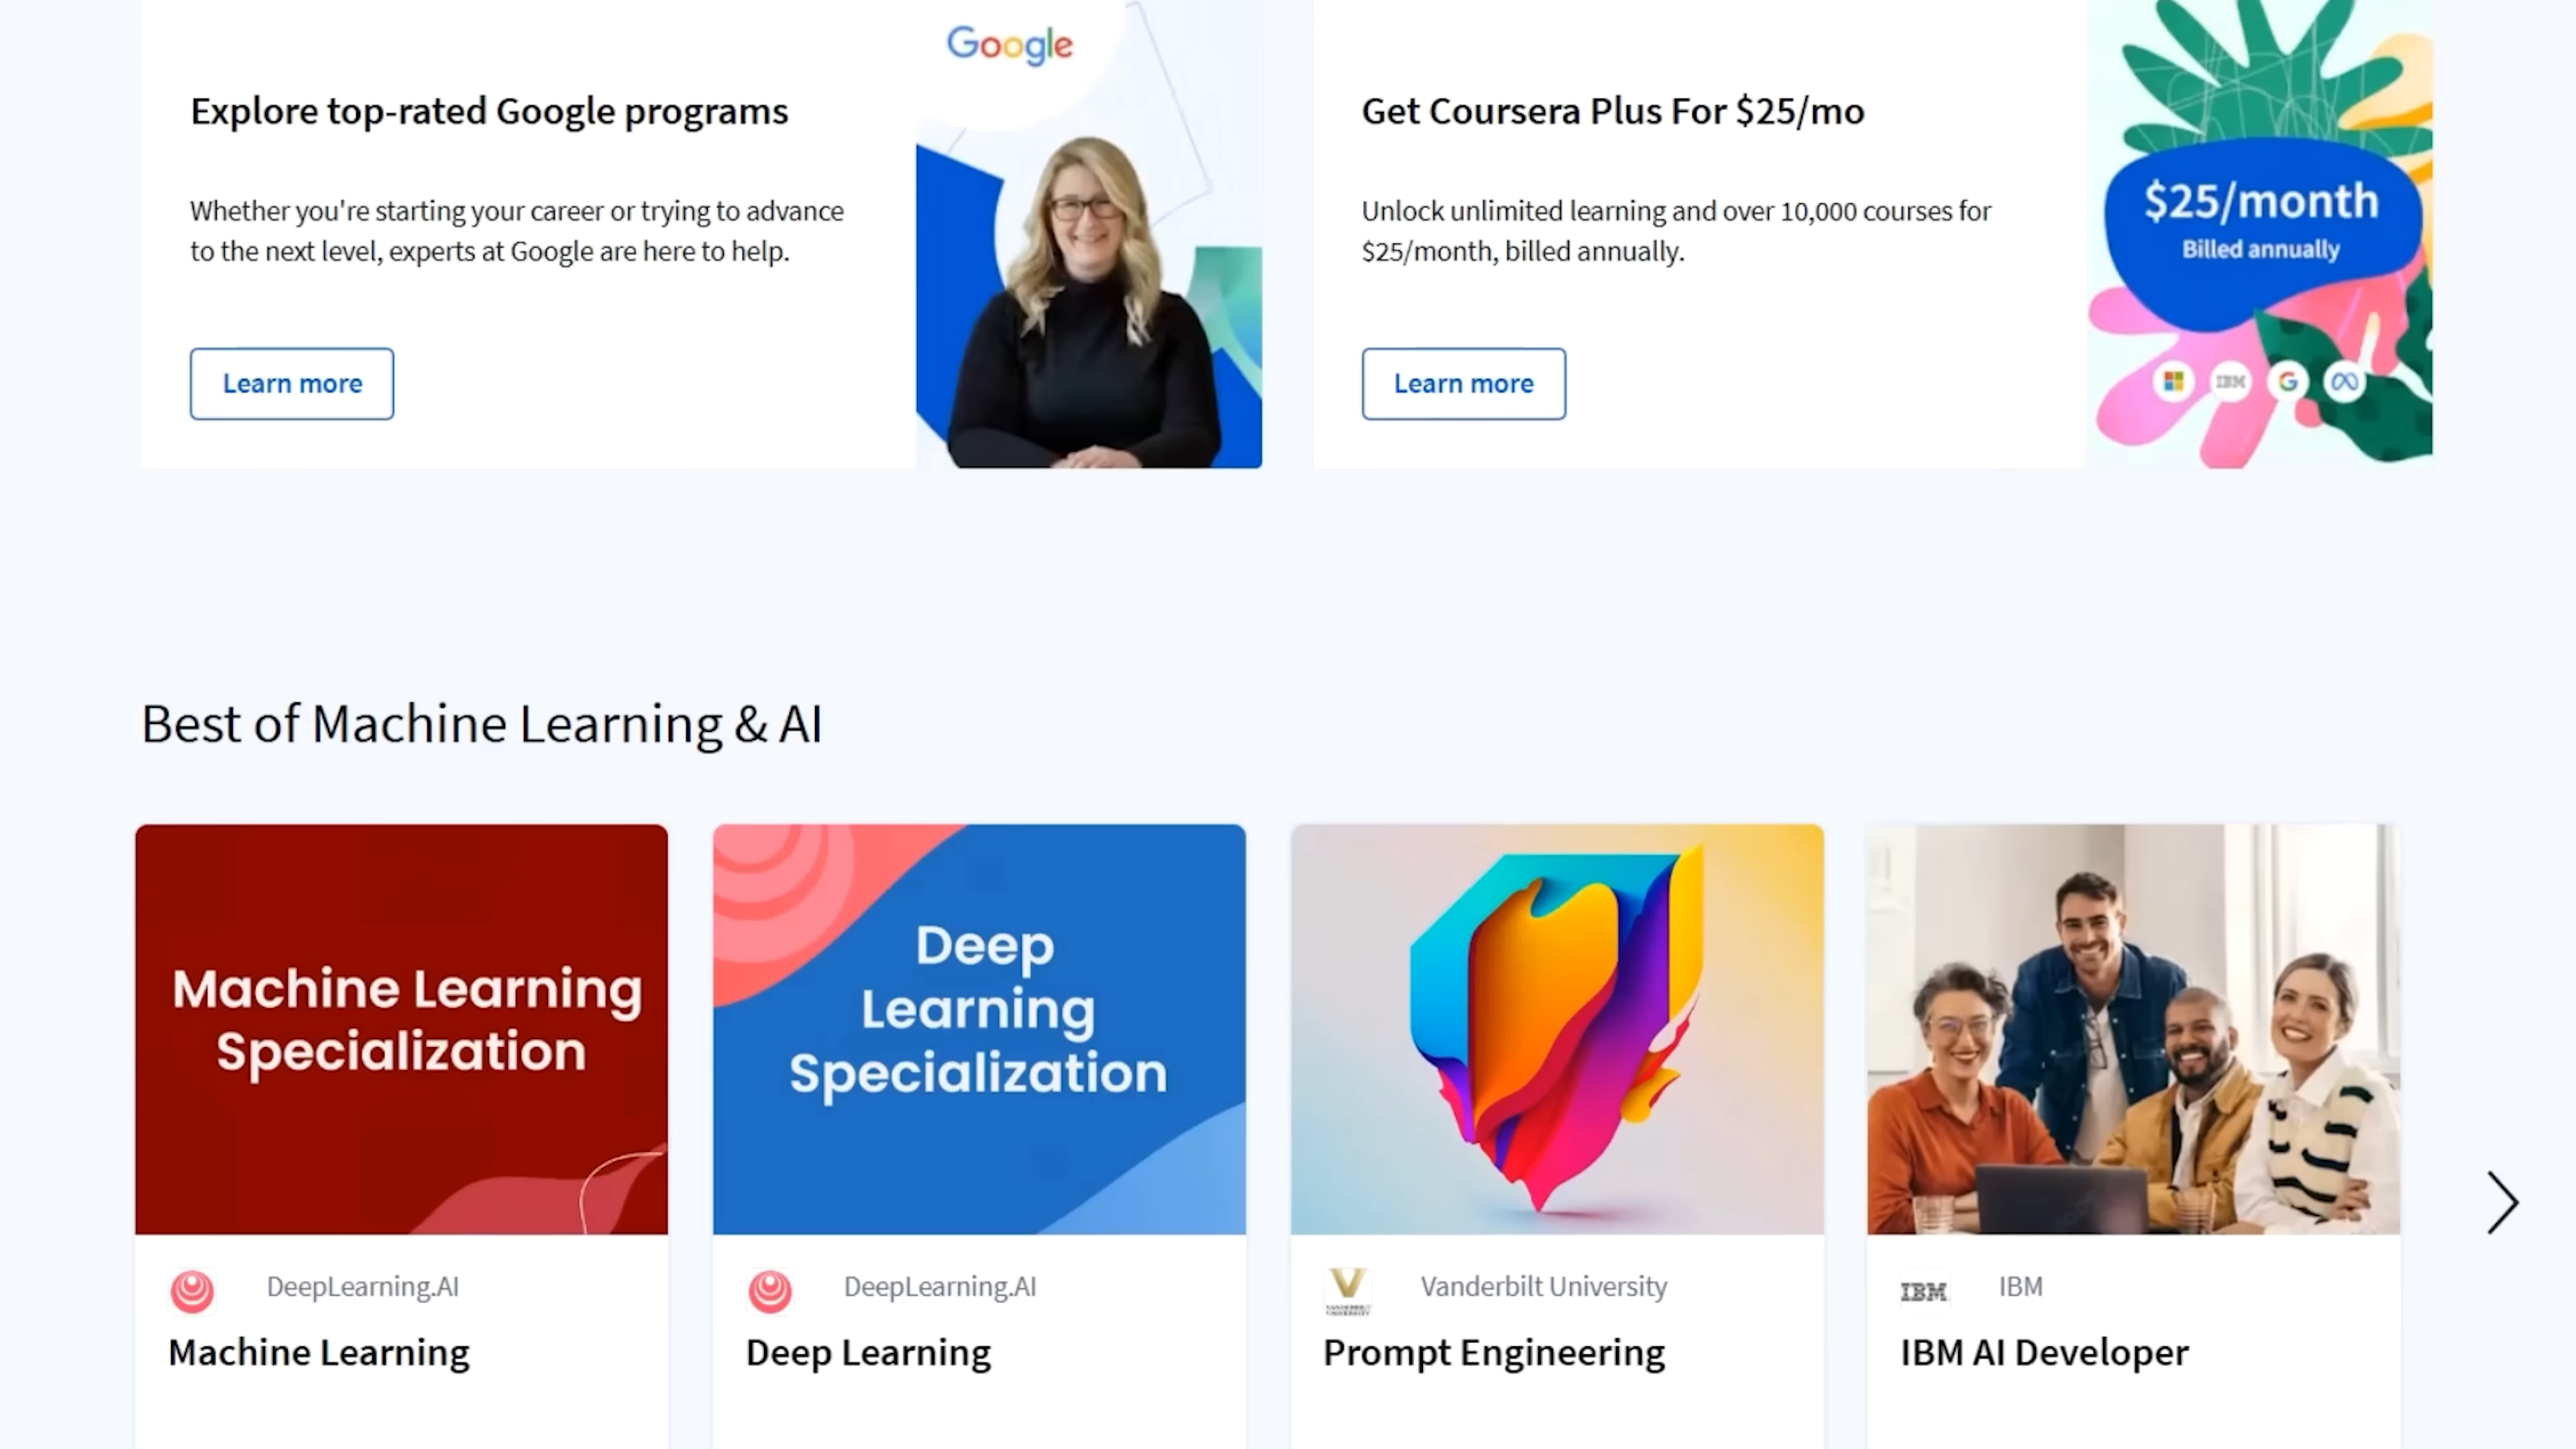 Google
Explore top-rated Google programs
Whether you're starting your career or trying to advance
to the next level, experts at Google are here to help.
Learn more
Get Coursera Plus For $25/mo
Unlock unlimited learning and over 10,000 courses for
$25/month, billed annually.
Learn more
$25/month
Billed annually
IBM
G
Best of Machine Learning & AI
Machine Learning
Specialization
DeepLearning.AI
Machine Learning
Deep
Learning
Specialization
DeepLearning.AI
Deep Learning
V
VANDERBILT
UNIVERSITY
Vanderbilt University
Prompt Engineering
IBM
IBM
IBM AI Developer